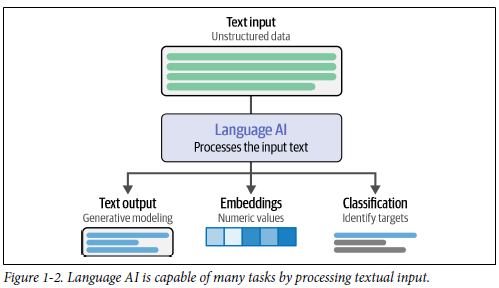 Text input
Unstructured data
Language AI
Processes the input text
Text output
Generative modeling
Embeddings
Numeric values
Classification
Identify targets
Figure 1-2. Language AI is capable of many tasks by processing textual input.